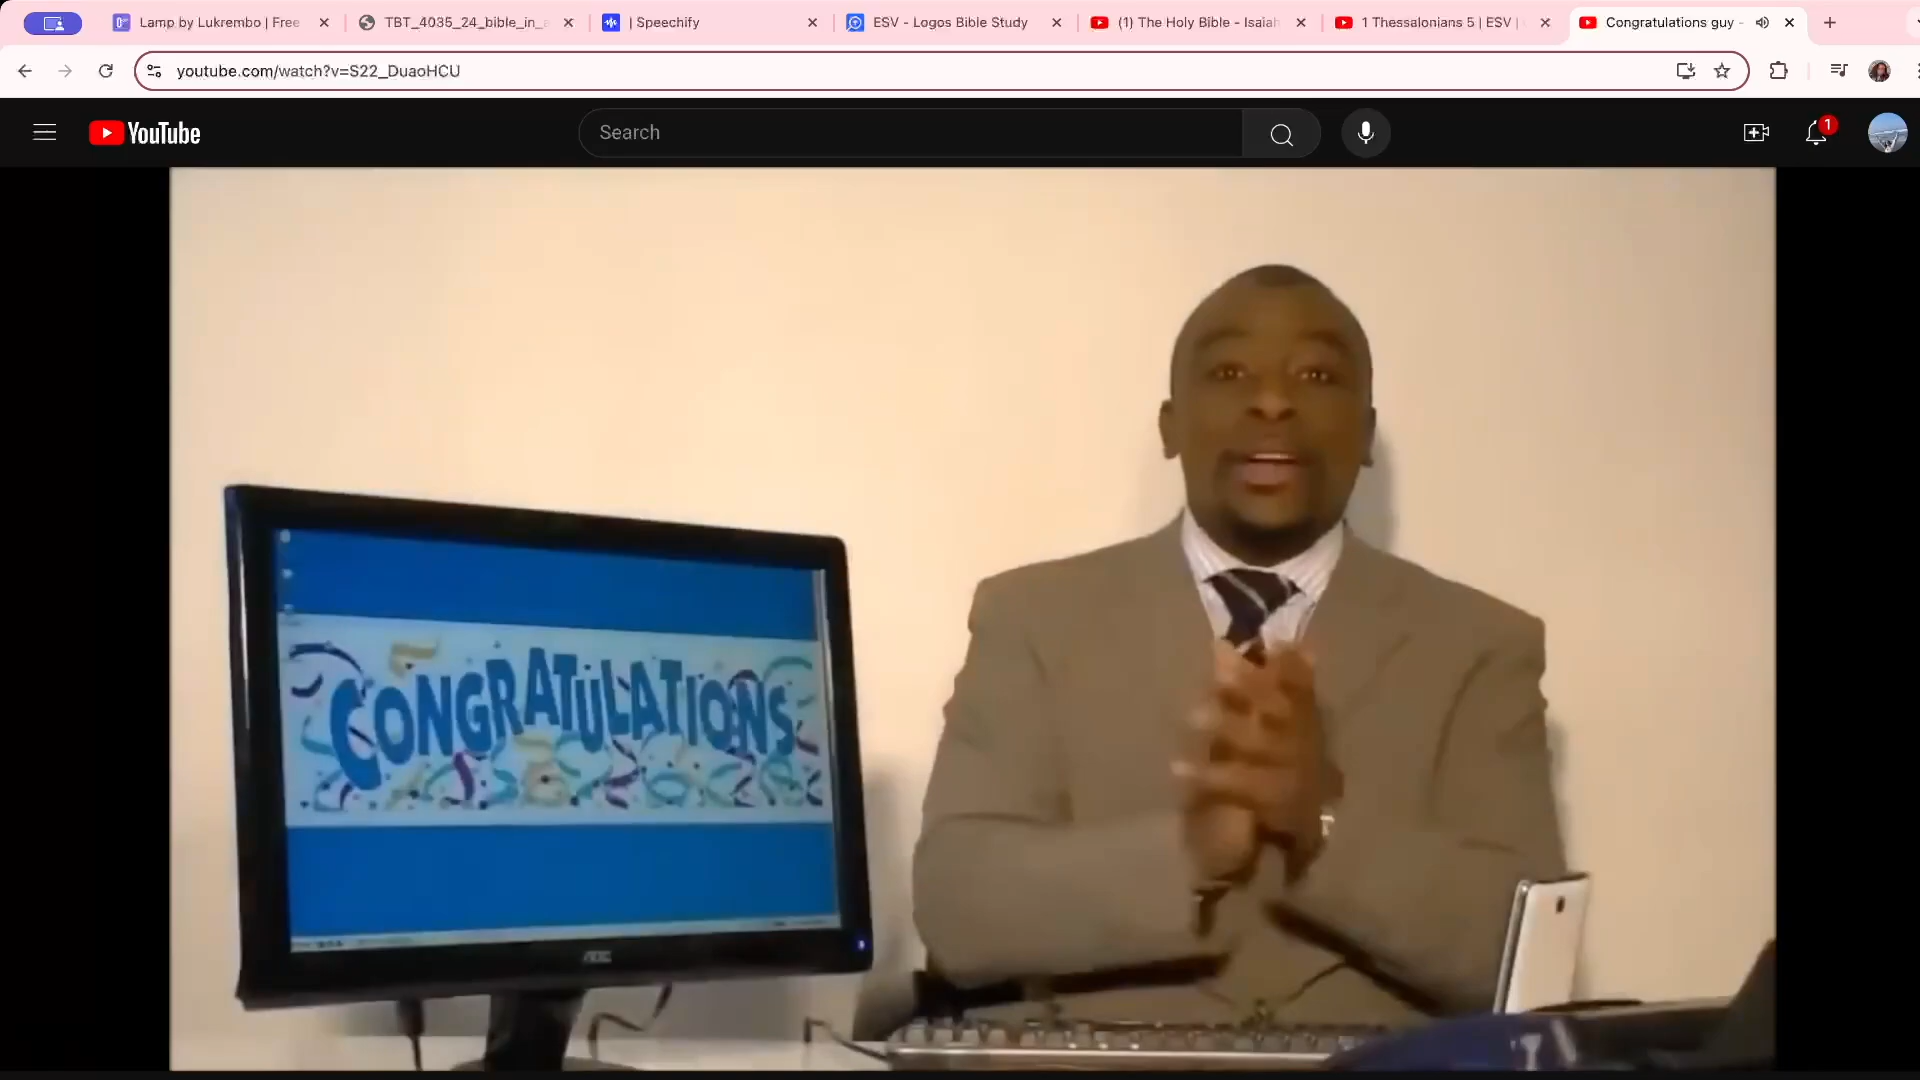 Lamp by Lukrembo | Free
TBT_4035_24_bible_in_a
| Speechify
ESV - Logos Bible Study
(1) The Holy Bible - Isaiah
1 Thessalonians 5 | ESV |
Congratulations guy -
youtube.com/watch?v=S22_DuaoHCU
YouTube
Search
1
CONGRATULATIONS
AOC